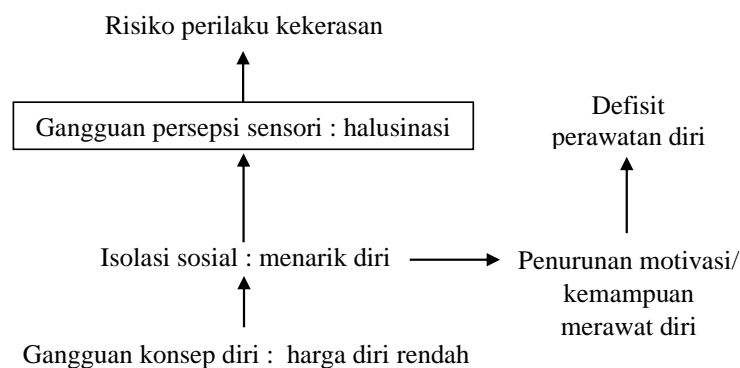 Risiko perilaku kekerasan
Gangguan persepsi sensori : halusinasi
Defisit
perawatan diri
Isolasi sosial : menarik diri
Penurunan motivasi/
kemampuan
merawat diri
Gangguan konsep diri :  harga diri rendah